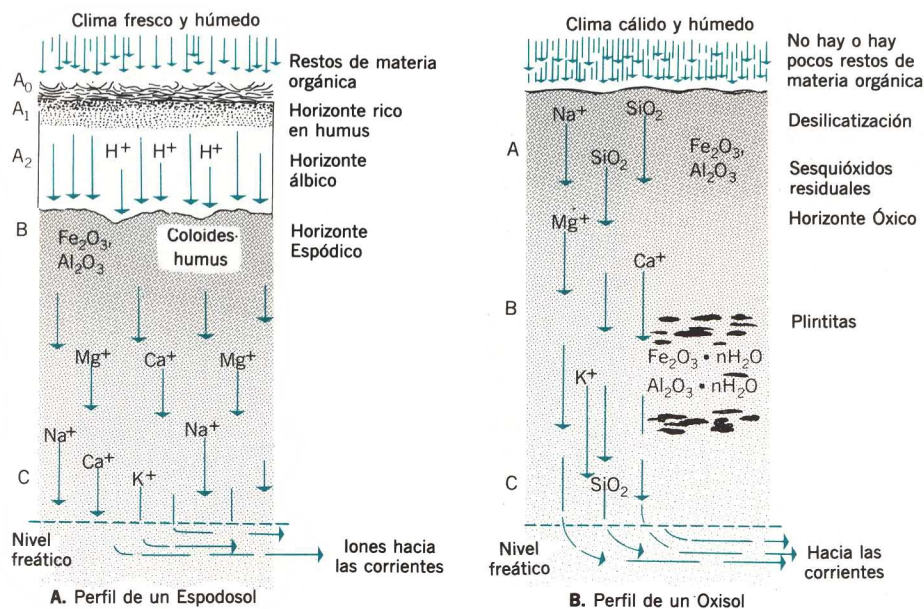 Clima fresco y húmedo
Restos de materia
orgánica
A₀
A₁
Horizonte rico
en humus
A₂
H⁺
H⁺
H⁺
Horizonte
álbico
B
Fe₂O₃,
Al₂O₃
Coloides-
humus
Horizonte
Espódico
Mg⁺
Ca⁺
Mg⁺
Na⁺
Na⁺
Ca⁺
K⁺
C
Nivel
freático
Iones hacia
las corrientes
A. Perfil de un Espodosol
Clima cálido y húmedo
No hay o hay
pocos restos de
materia orgánica
Na⁺
SiO₂
Desilicatización
A
SiO₂
Fe₂O₃,
Al₂O₃
Sesquióxidos
residuales
Mg⁺
Horizonte Óxico
Ca⁺
B
Plintitas
Fe₂O₃ • nH₂O
K⁺
Al₂O₃ • nH₂O
C
SiO₂
Nivel
freático
Hacia las
corrientes
B. Perfil de un Oxisol